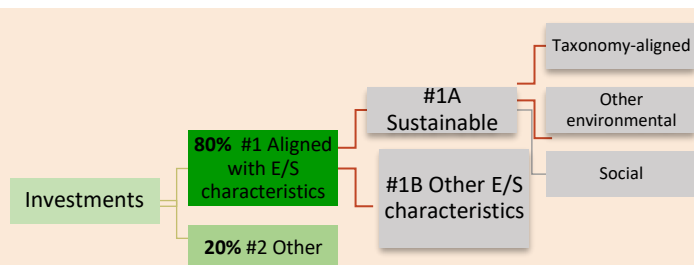 Taxonomy-aligned
#1A
Sustainable
Other
environmental
80% #1 Aligned
with E/S
characteristics
#1B Other E/S
characteristics
Social
Investments
20% #2 Other